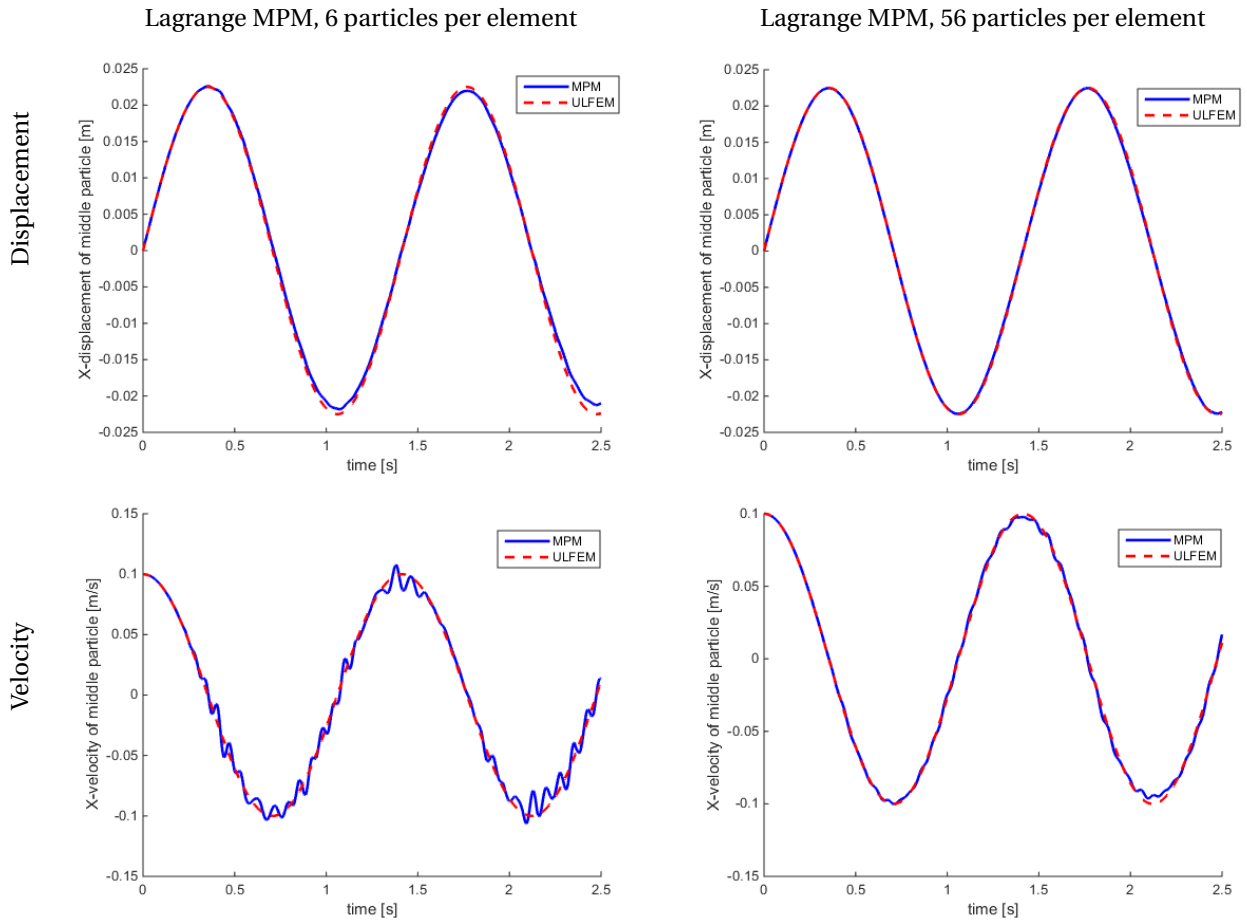 Lagrange MPM, 6 particles per element
Lagrange MPM, 56 particles per element
Displacement
X-displacement of middle particle [m]
0.025
0.02
0.015
0.01
0.005
0
-0.005
-0.01
-0.015
-0.02
-0.025
0
0.5
1
1.5
2
2.5
time [s]
MPM
ULFEM
X-displacement of middle particle [m]
0.025
0.02
0.015
0.01
0.005
0
-0.005
-0.01
-0.015
-0.02
-0.025
0
0.5
1
1.5
2
2.5
time [s]
MPM
ULFEM
Velocity
X-velocity of middle particle [m/s]
0.15
0.1
0.05
0
-0.05
-0.1
-0.15
0
0.5
1
1.5
2
2.5
time [s]
MPM
ULFEM
X-velocity of middle particle [m/s]
0.1
0.05
0
-0.05
-0.1
-0.15
0
0.5
1
1.5
2
2.5
time [s]
MPM
ULFEM